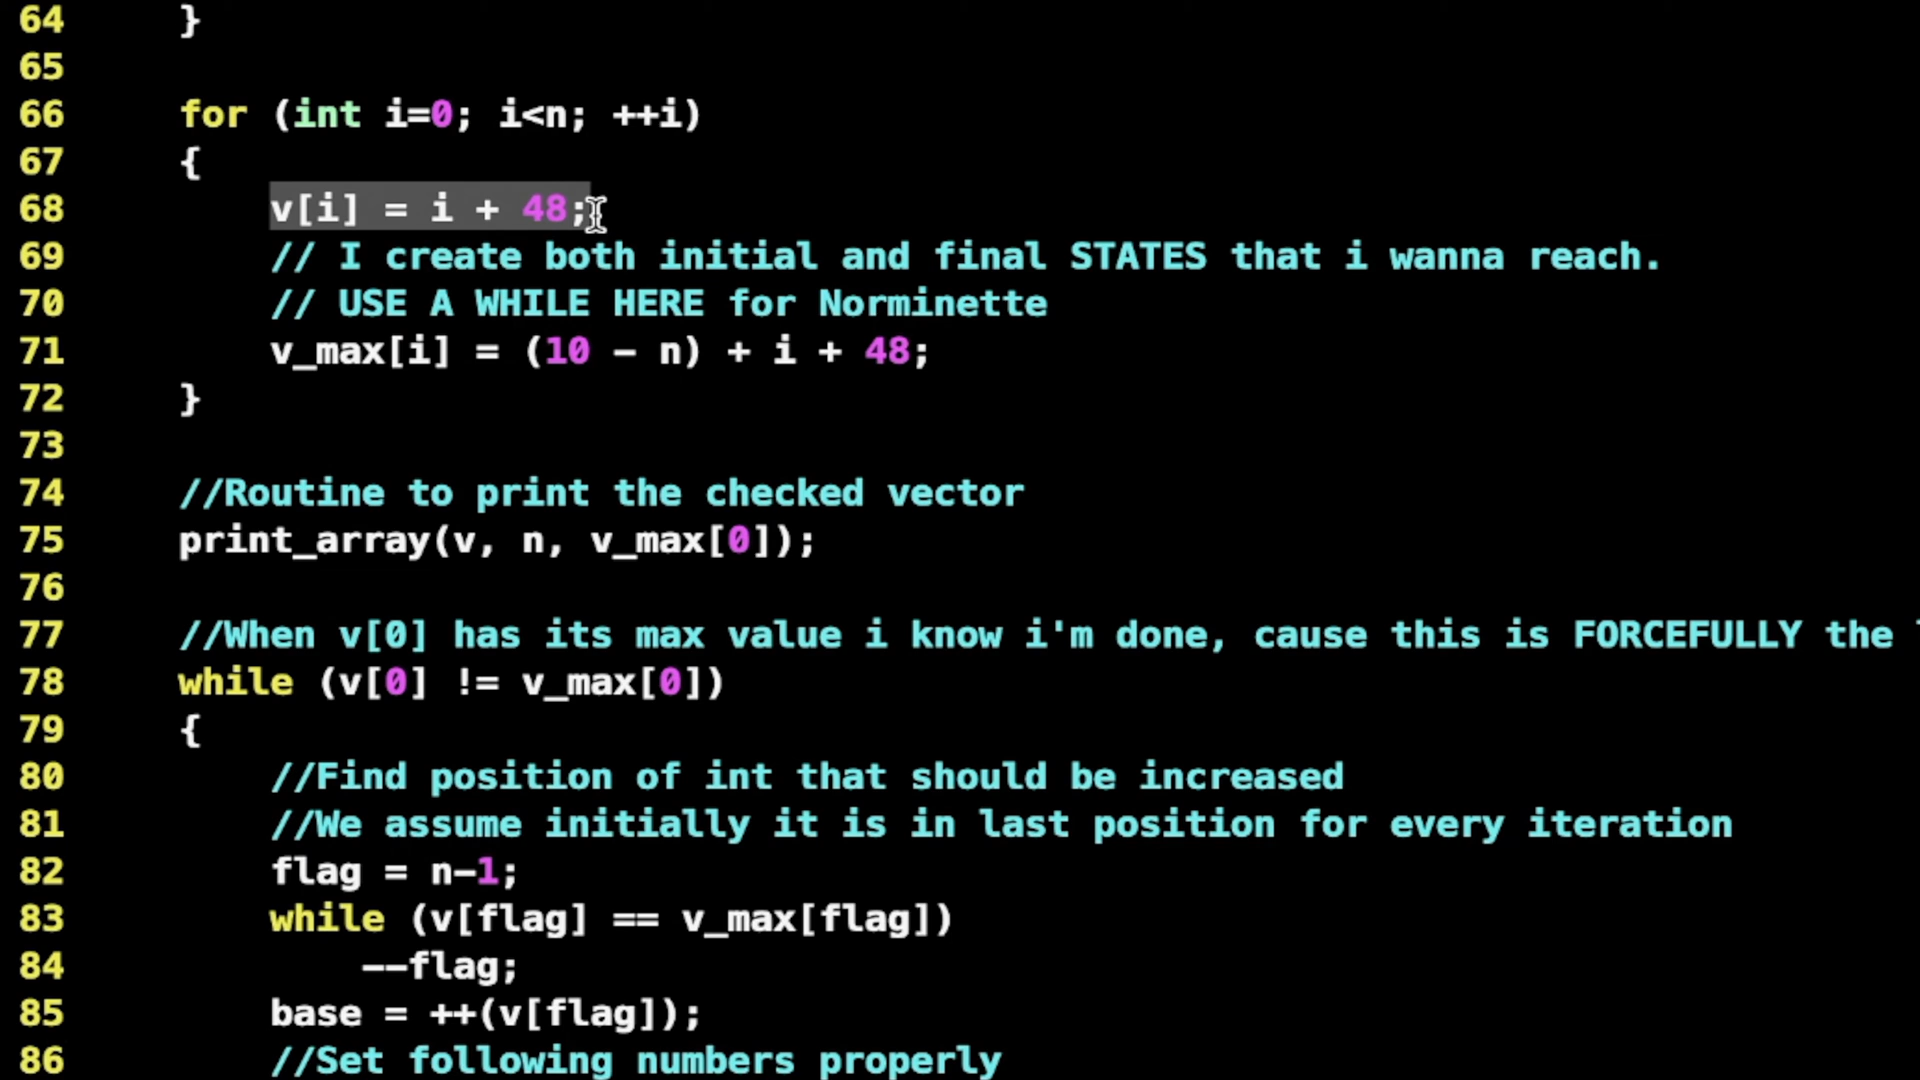 64 }
65
66 for (int i=0; i<n; ++i)
67 {
68 v[i] = i + 48;
69 // I create both initial and final STATES that i wanna reach.
70 // USE A WHILE HERE for Norminette
71 v_max[i] = (10 - n) + i + 48;
72 }
73
74 //Routine to print the checked vector
75 print_array(v, n, v_max[0]);
76
77 //When v[0] has its max value i know i'm done, cause this is FORCEFULLY the
78 while (v[0] != v_max[0])
79 {
80 //Find position of int that should be increased
81 //We assume initially it is in last position for every iteration
82 flag = n-1;
83 while (v[flag] == v_max[flag])
84 --flag;
85 base = ++(v[flag]);
86 //Set following numbers properly